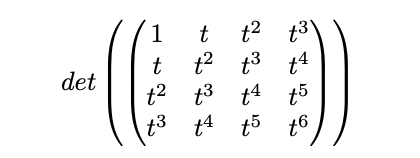 det ( ( 1 t t² t³
t t² t³ t⁴
t² t³ t⁴ t⁵
t³ t⁴ t⁵ t⁶ ) )